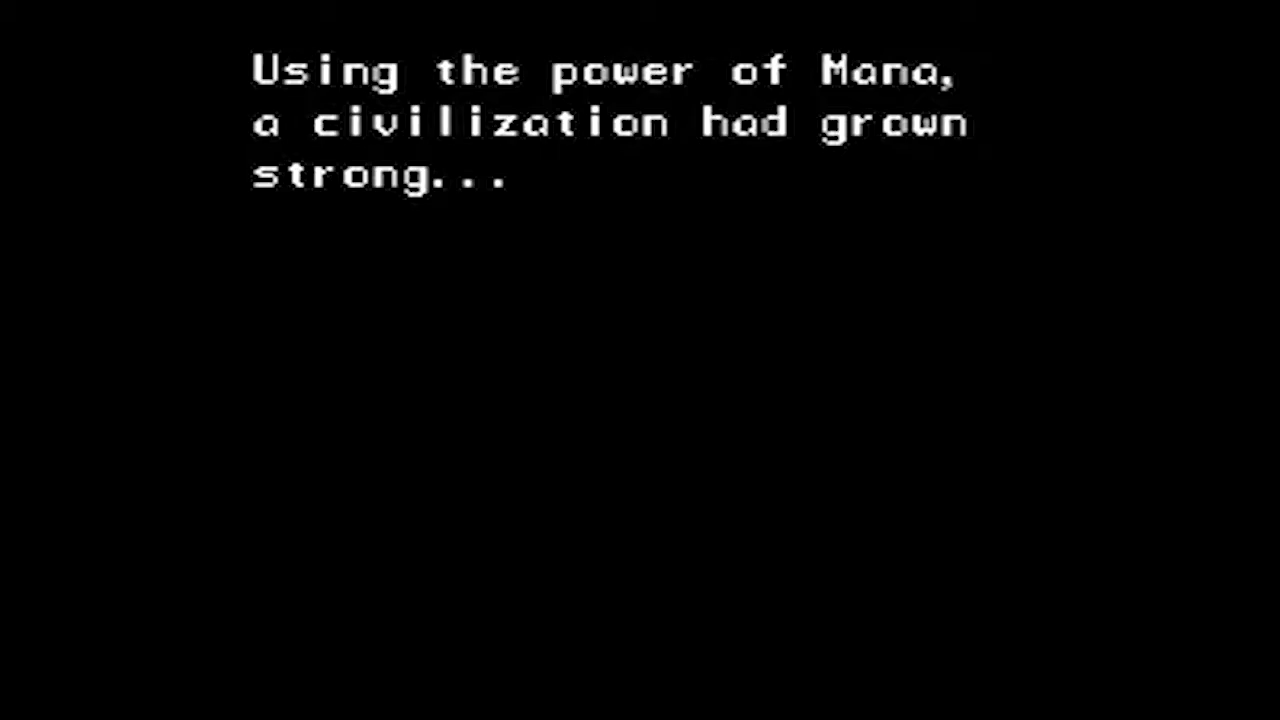 Using the power of Mana,
a civilization had grown
strong...